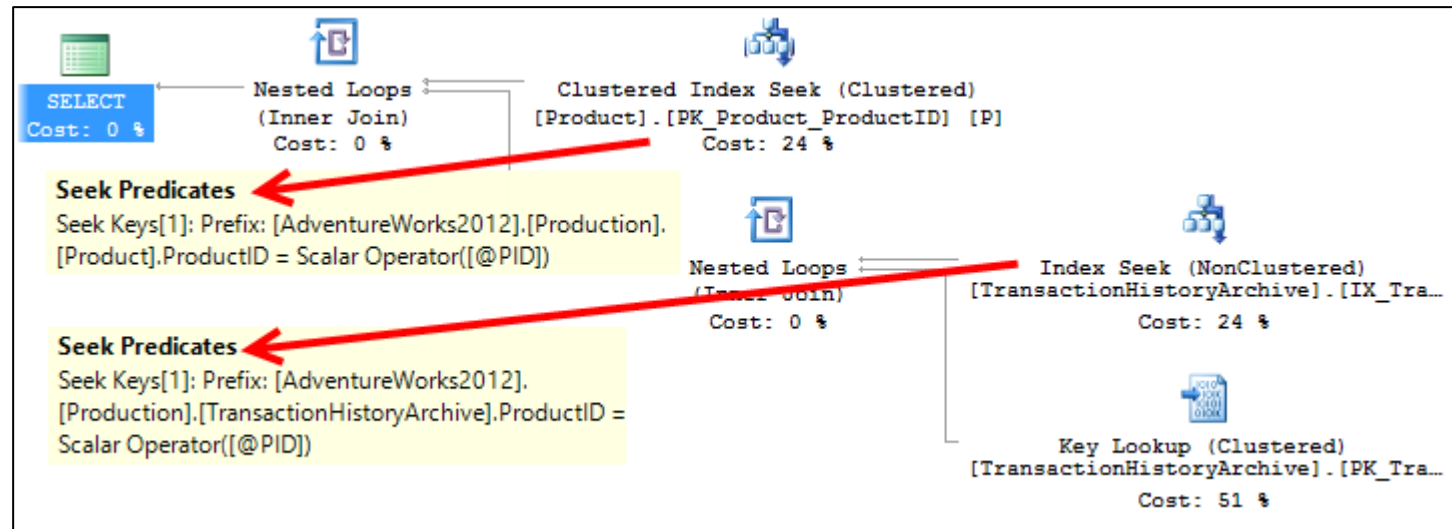 SELECT
Cost: 0 %
Nested Loops
(Inner Join)
Cost: 0 %
Clustered Index Seek (Clustered)
[Product].[PK_Product_ProductID] [P]
Cost: 24 %
Seek Predicates
Seek Keys[1]: Prefix: [AdventureWorks2012].[Production].
[Product].ProductID = Scalar Operator([@PID])
Nested Loops
(Inner Join)
Cost: 0 %
Index Seek (NonClustered)
[TransactionHistoryArchive].[IX_Tra…
Cost: 24 %
Seek Predicates
Seek Keys[1]: Prefix: [AdventureWorks2012].
[Production].[TransactionHistoryArchive].ProductID =
Scalar Operator([@PID])
Key Lookup (Clustered)
[TransactionHistoryArchive].[PK_Tra…
Cost: 51 %